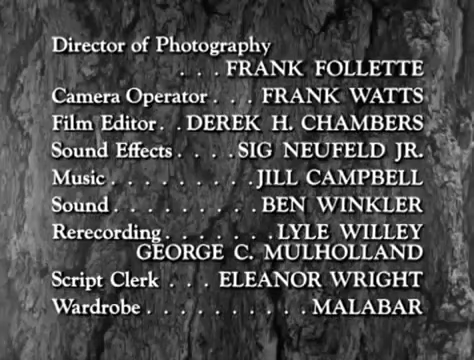 Director of Photography
. . . FRANK FOLLETTE
Camera Operator . . . FRANK WATTS
Film Editor . . DEREK H. CHAMBERS
Sound Effects . . . . SIG NEUFELD JR.
Music . . . . . . . . . JILL CAMPBELL
Sound . . . . . . . . . BEN WINKLER
Rerecording . . . . . . . LYLE WILLEY
GEORGE C. MULHOLLAND
Script Clerk . . . ELEANOR WRIGHT
Wardrobe . . . . . . . . . . MALABAR